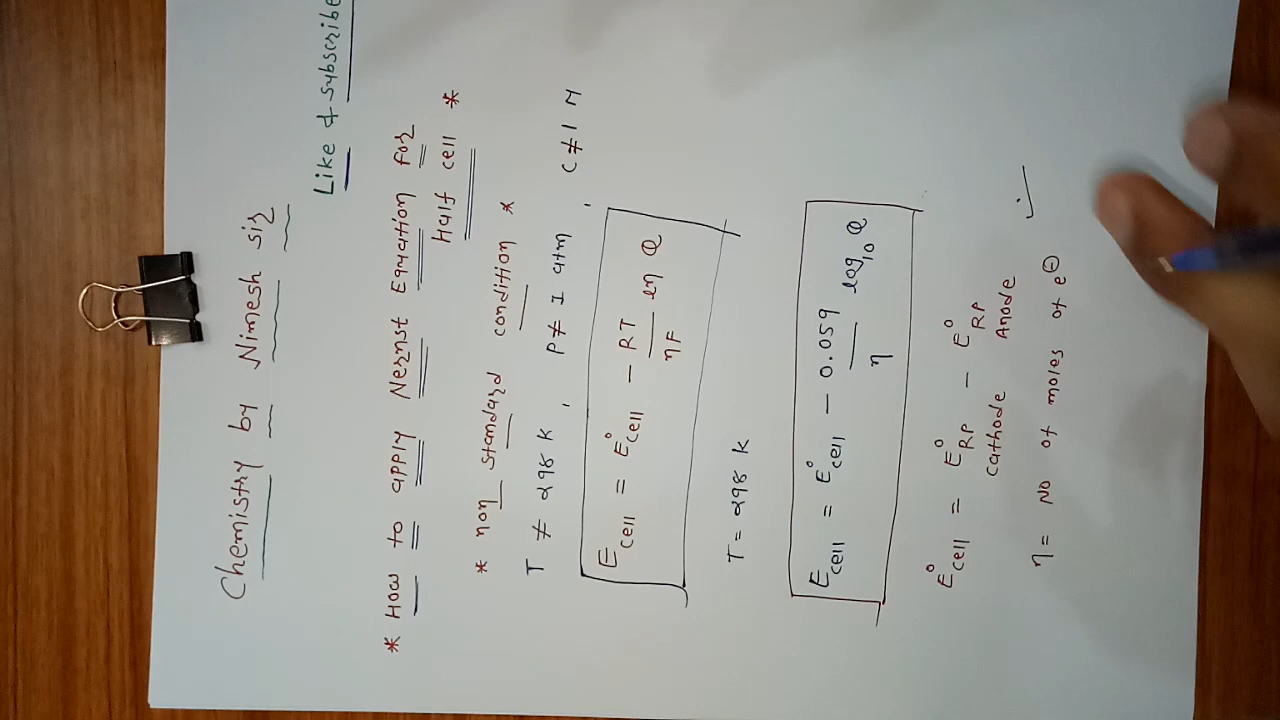 Like & subscribe
Chemistry by Nimesh sir
* How to apply Nernst Equation for
Half cell *
* non standard condition *
T ≠ 298 K , P ≠ 1 atm , C ≠ 1 M
E cell = E° cell - RT/nF ln Q
T = 298 K
E cell = E° cell - 0.059/n log10 Q
E° cell = E° RP - E° RP
cathode Anode
n = No of moles of e⊖